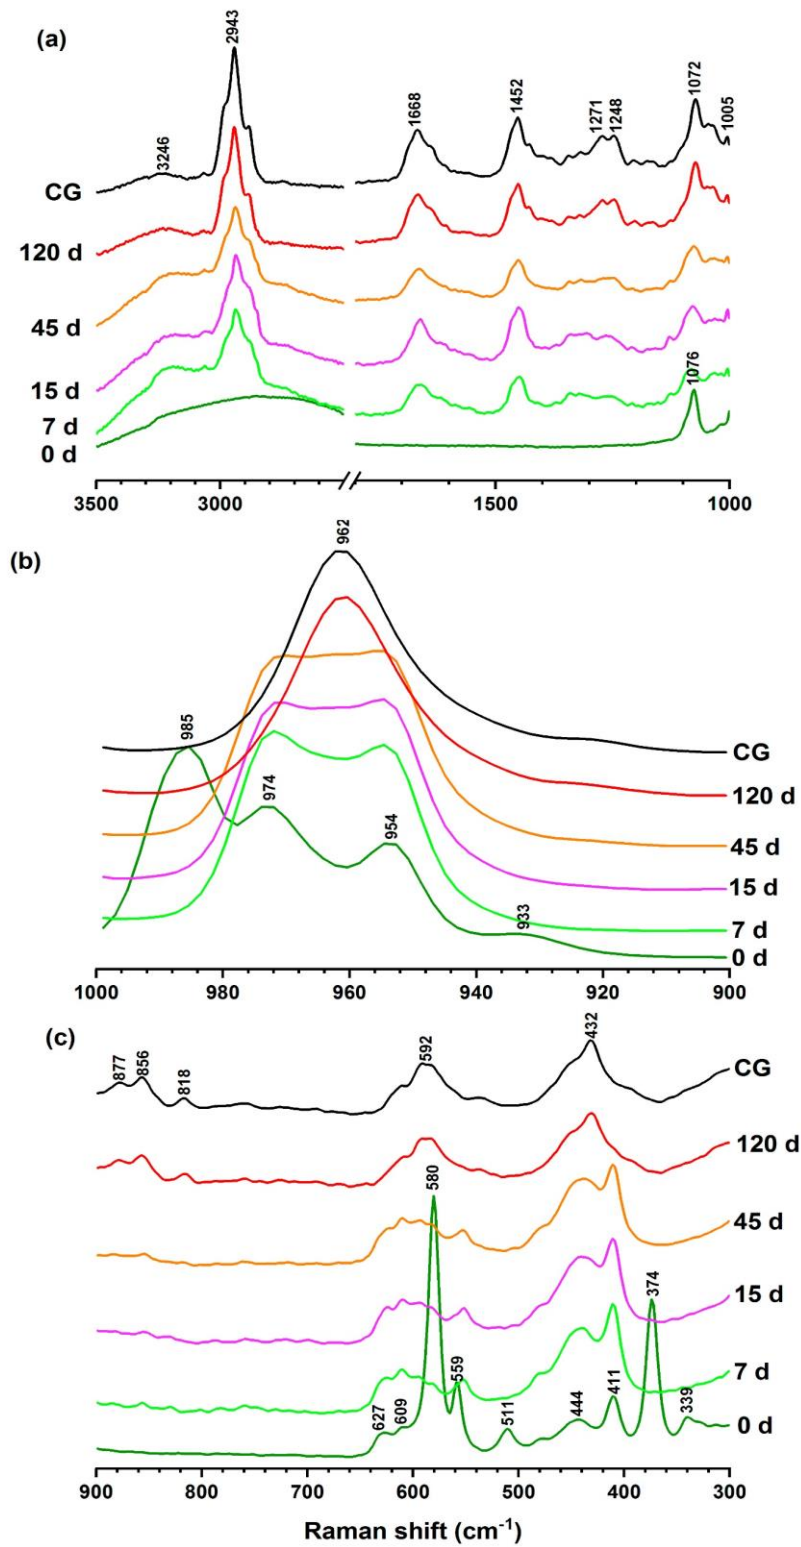 (a)
2943
3246
1668
1452
1271
1248
1072
1005
CG
120 d
45 d
15 d
7 d
0 d
1076
3500
3000
1500
1000
(b)
962
985
974
954
933
CG
120 d
45 d
15 d
7 d
0 d
1000
980
960
940
920
900
(c)
877
856
818
592
432
CG
120 d
580
45 d
15 d
374
7 d
559
627
609
511
444
411
339
0 d
900
800
700
600
500
400
300
Raman shift (cm⁻¹)